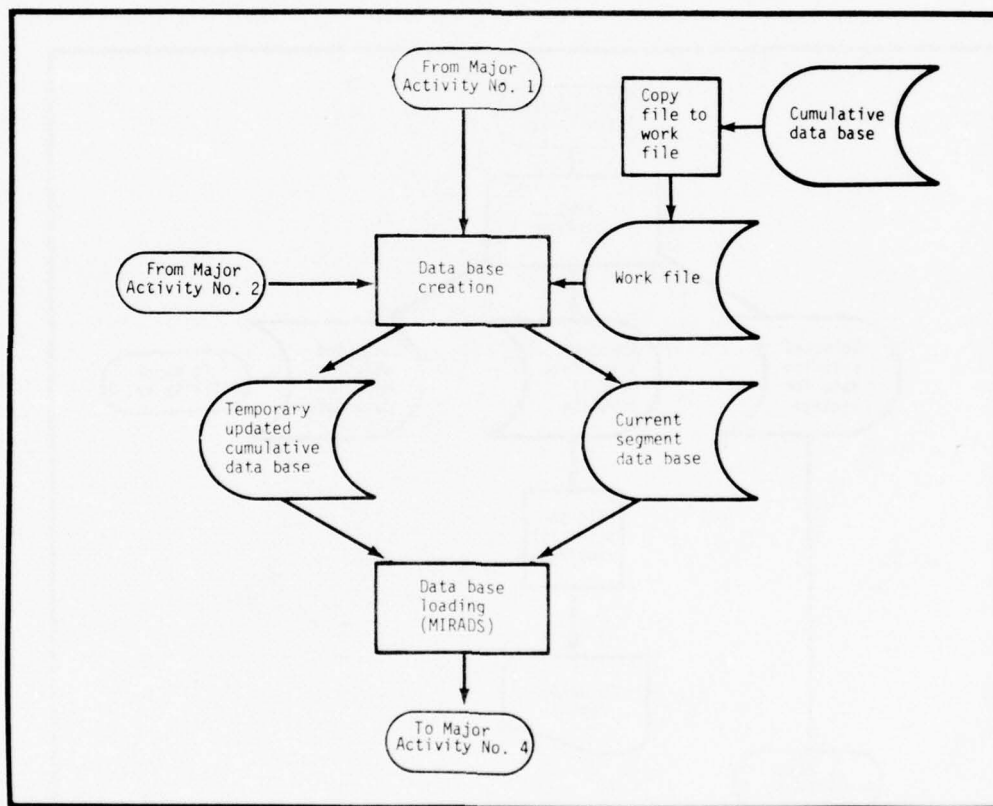 From Major
Activity No. 1
Copy
file to
work
file
Cumulative
data base
From Major
Activity No. 2
Data base
creation
Work file
Temporary
updated
cumulative
data base
Current
segment
data base
Data base
loading
(MIRADS)
To Major
Activity No. 4